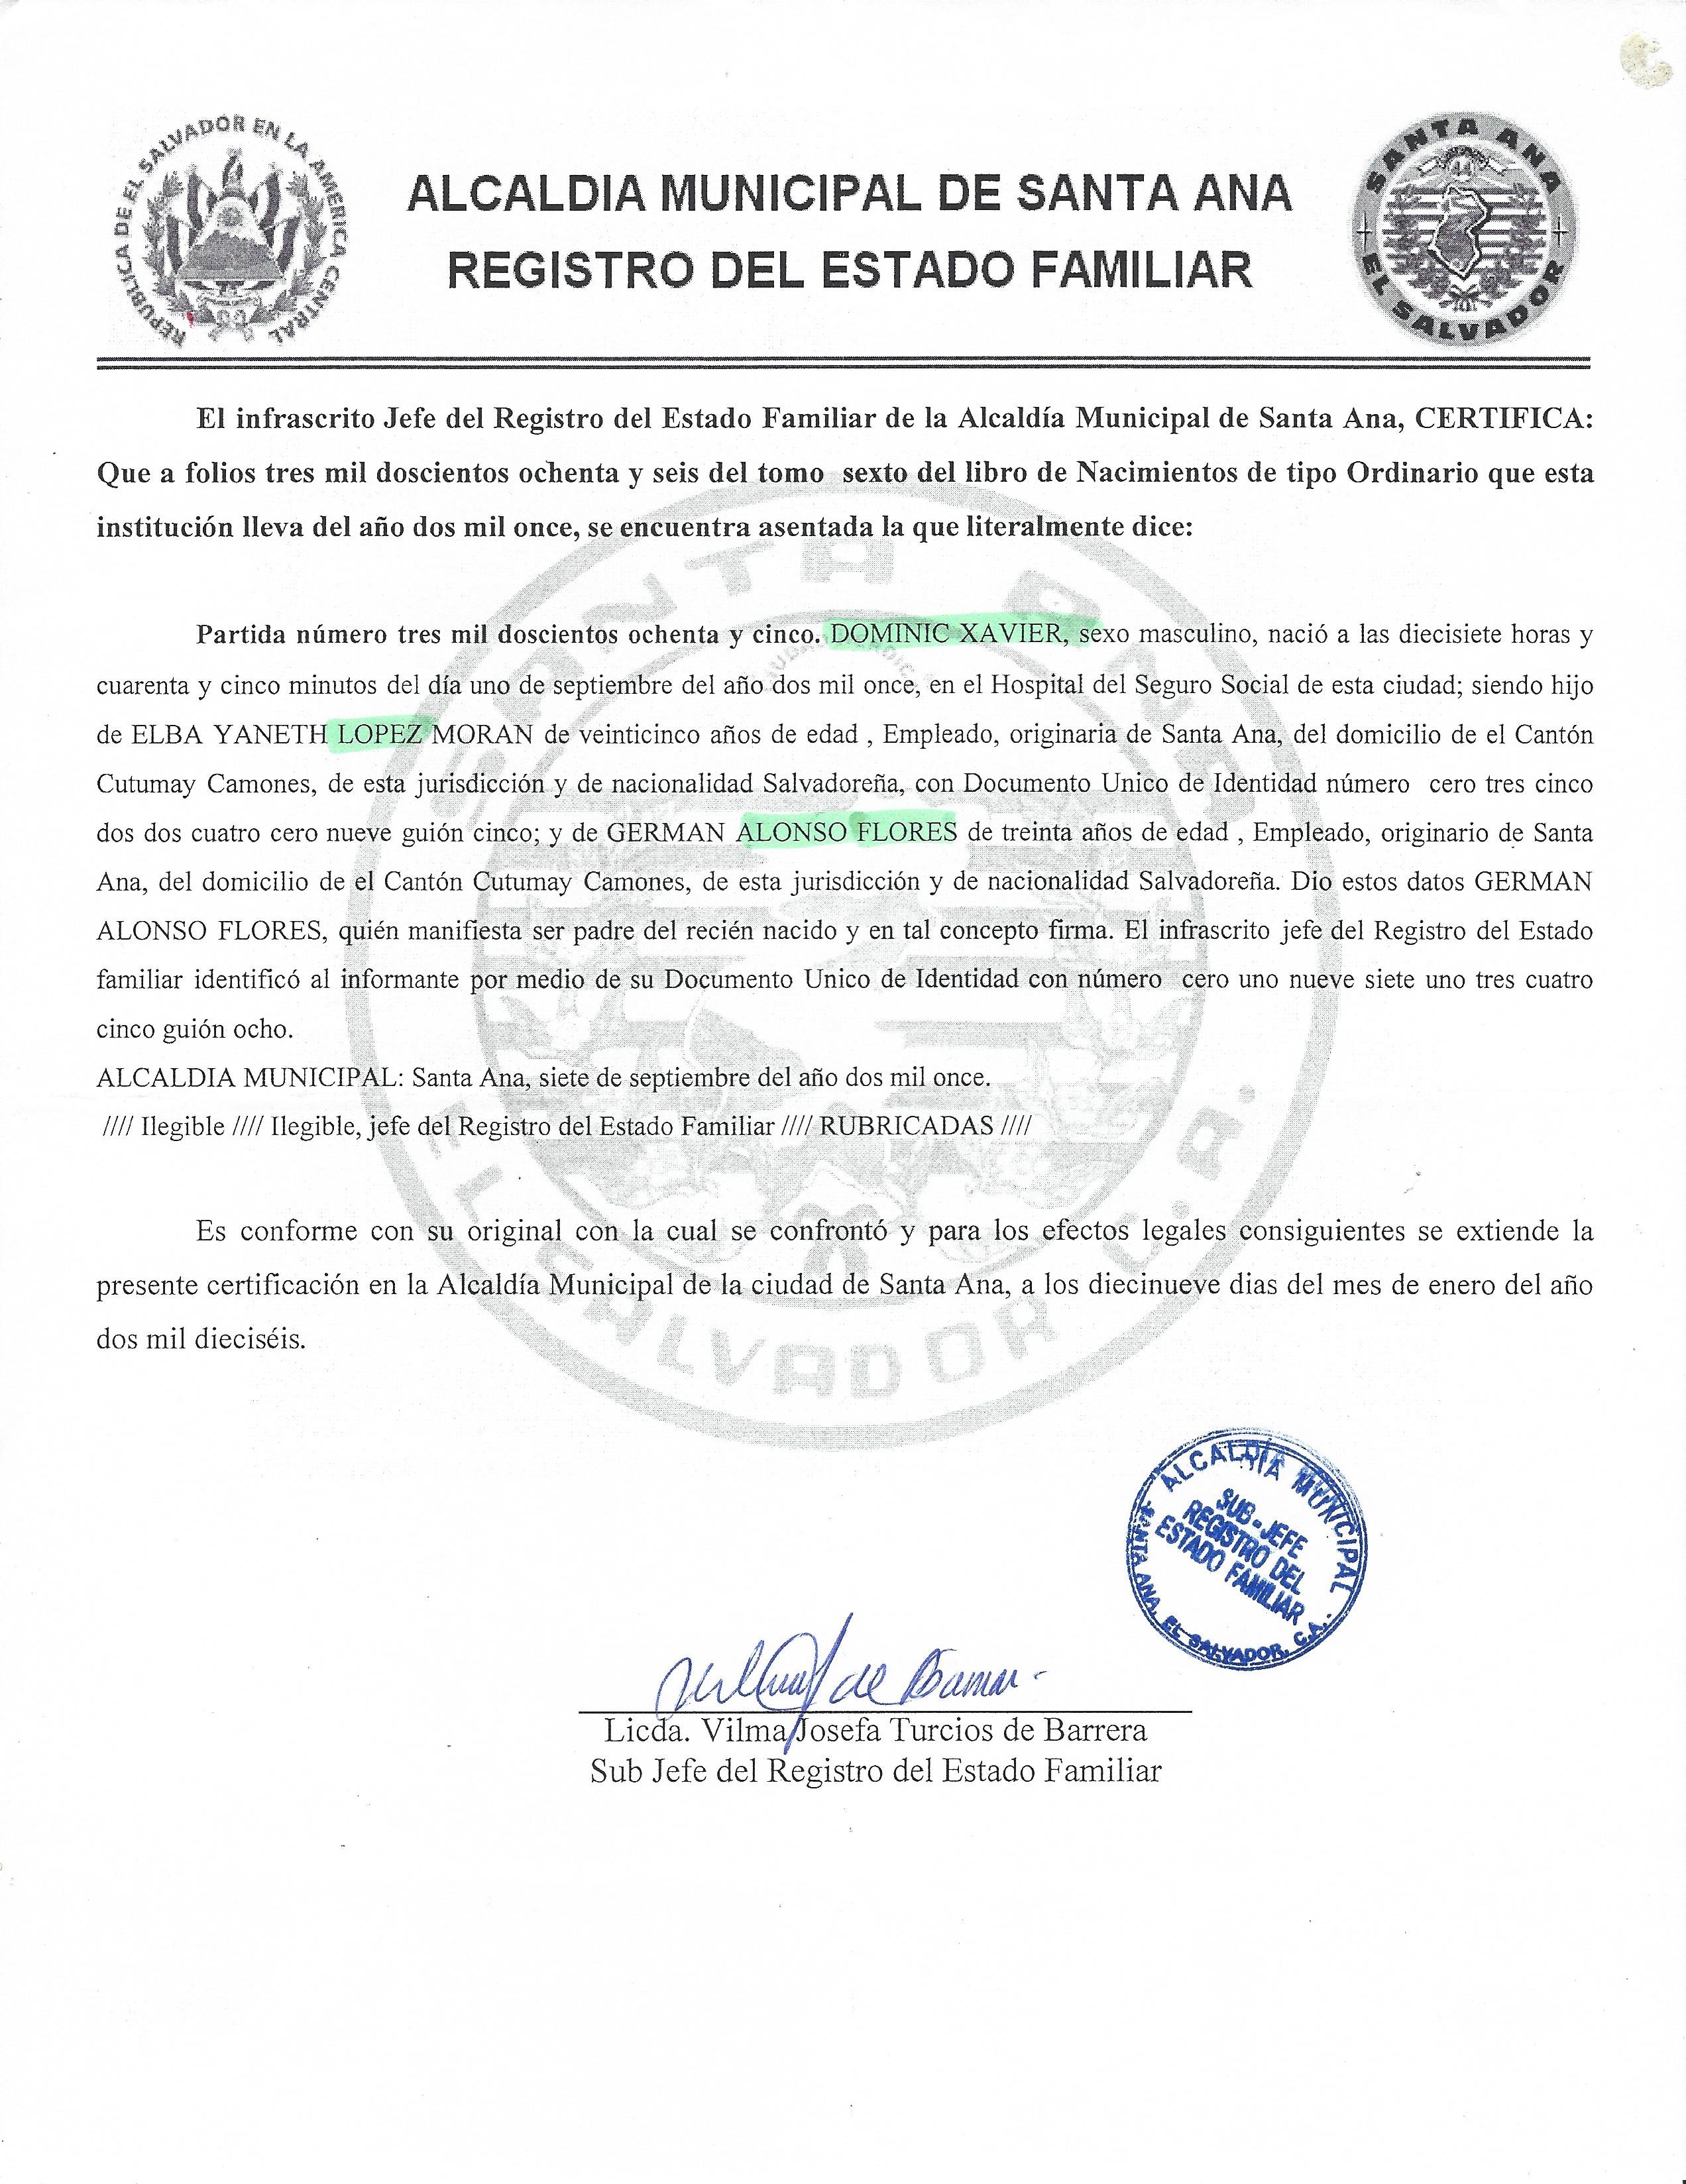 REPUBLICA DE EL SALVADOR EN LA AMERICA CENTRAL
ALCALDIA MUNICIPAL DE SANTA ANA
REGISTRO DEL ESTADO FAMILIAR
SANTA ANA
EL SALVADOR
El infrascrito Jefe del Registro del Estado Familiar de la Alcaldía Municipal de Santa Ana, CERTIFICA:
Que a folios tres mil doscientos ochenta y seis del tomo sexto del libro de Nacimientos de tipo Ordinario que esta
institución lleva del año dos mil once, se encuentra asentada la que literalmente dice:
Partida número tres mil doscientos ochenta y cinco. DOMINIC XAVIER, sexo masculino, nació a las diecisiete horas y
cuarenta y cinco minutos del día uno de septiembre del año dos mil once, en el Hospital del Seguro Social de esta ciudad; siendo hijo
de ELBA YANETH LOPEZ MORAN de veinticinco años de edad , Empleado, originaria de Santa Ana, del domicilio de el Cantón
Cutumay Camones, de esta jurisdicción y de nacionalidad Salvadoreña, con Documento Unico de Identidad número cero tres cinco
dos dos cuatro cero nueve guión cinco; y de GERMAN ALONSO FLORES de treinta años de edad , Empleado, originario de Santa
Ana, del domicilio de el Cantón Cutumay Camones, de esta jurisdicción y de nacionalidad Salvadoreña. Dio estos datos GERMAN
ALONSO FLORES, quién manifiesta ser padre del recién nacido y en tal concepto firma. El infrascrito jefe del Registro del Estado
familiar identificó al informante por medio de su Documento Unico de Identidad con número cero uno nueve siete uno tres cuatro
cinco guión ocho.
ALCALDIA MUNICIPAL: Santa Ana, siete de septiembre del año dos mil once.
//// Ilegible //// Ilegible, jefe del Registro del Estado Familiar //// RUBRICADAS ////
Es conforme con su original con la cual se confrontó y para los efectos legales consiguientes se extiende la
presente certificación en la Alcaldía Municipal de la ciudad de Santa Ana, a los diecinueve dias del mes de enero del año
dos mil dieciséis.
ALCALDÍA MUNICIPAL
SUB-JEFE
REGISTRO DEL
ESTADO FAMILIAR
SANTA ANA, EL SALVADOR, C.A.
Licda. Vilma Josefa Turcios de Barrera
Sub Jefe del Registro del Estado Familiar